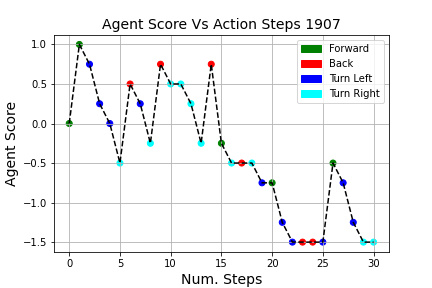 Agent Score Vs Action Steps 1907
Agent Score
1.0
0.5
0.0
−0.5
−1.0
−1.5
Forward
Back
Turn Left
Turn Right
0 5 10 15 20 25 30
Num. Steps